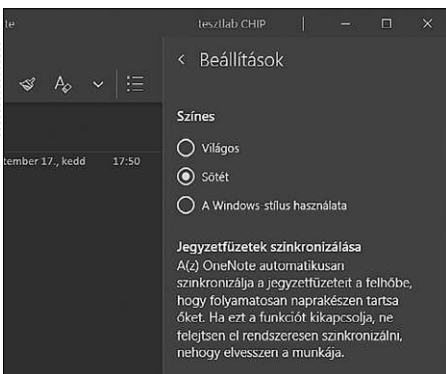 te
tesztlab CHIP
Beállítások
Színes
Világos
Sötét
A Windows-stílus használata
tember 17., kedd 17:50
Jegyzetfüzetek szinkronizálása
A(z) OneNote automatikusan
szinkronizálja a jegyzetfüzeteit a felhőbe,
hogy folyamatosan naprakészen tartsa
őket. Ha ezt a funkciót kikapcsolja, ne
felejtsen el rendszeresen szinkronizálni,
nehogy elvesszen a munkája.